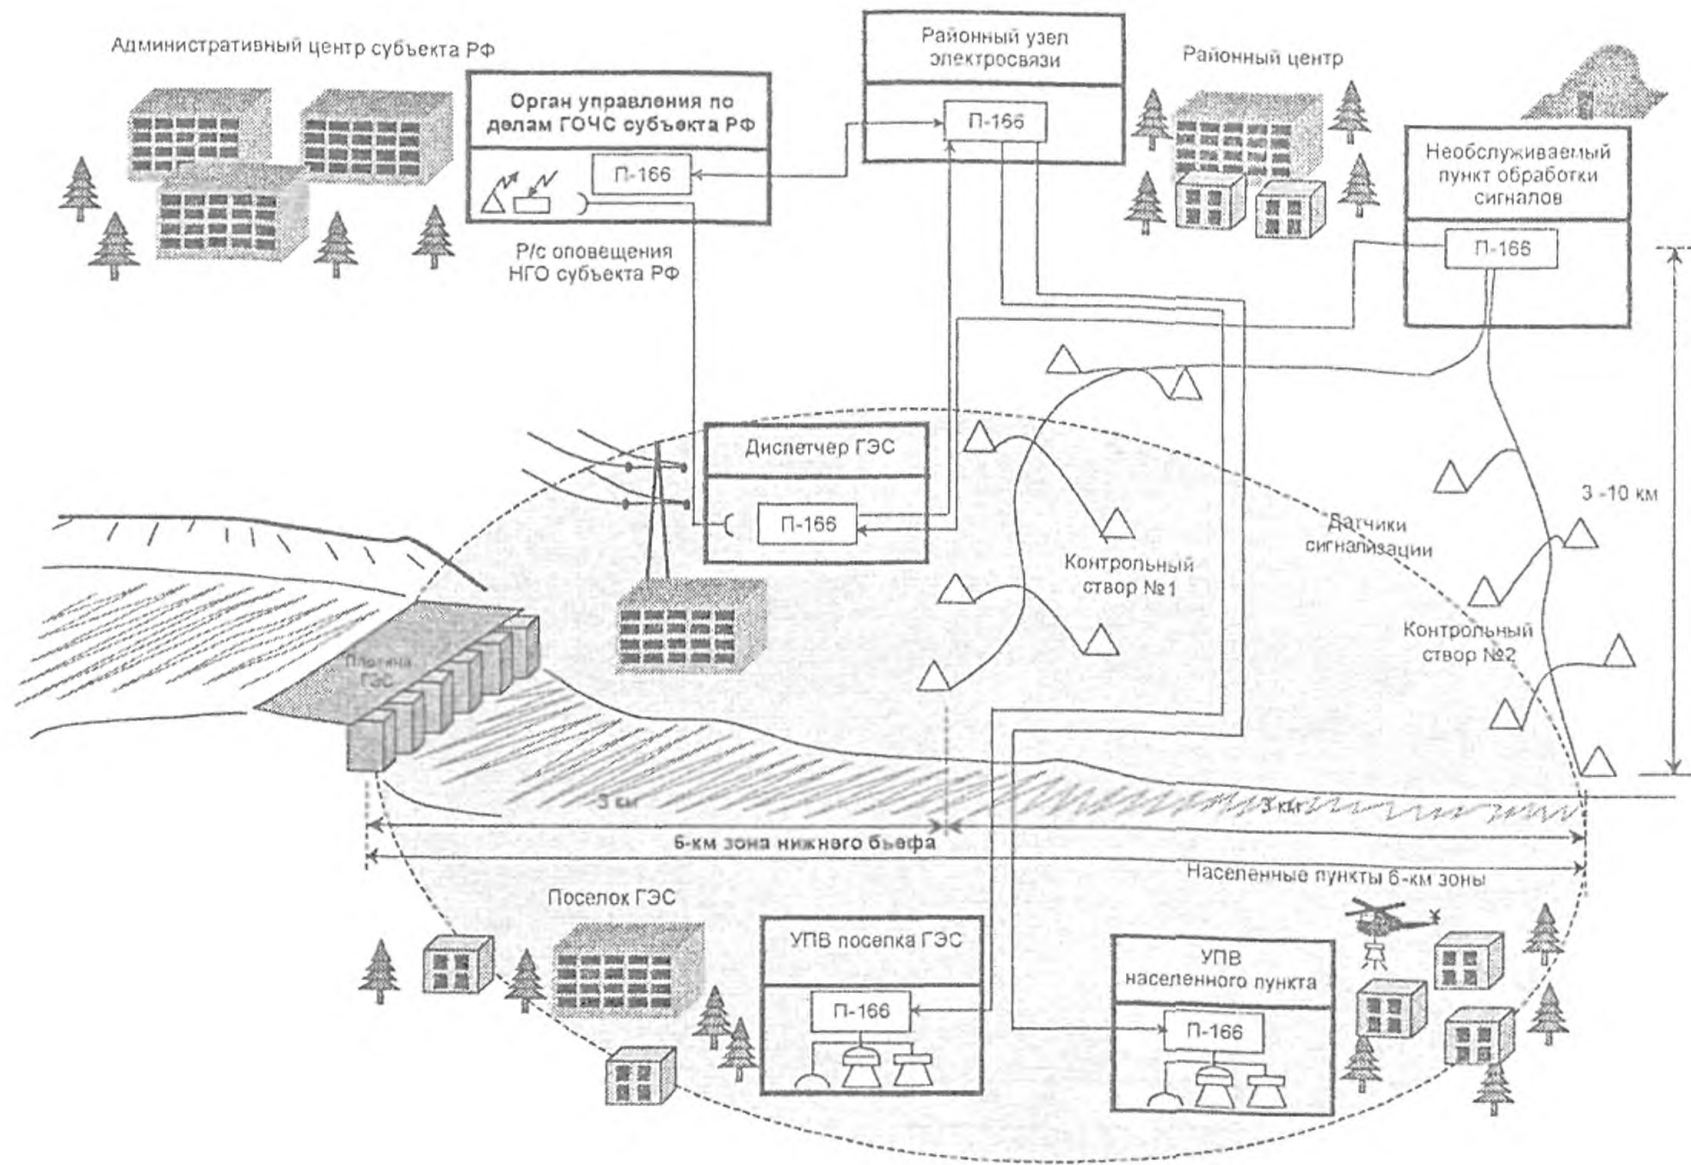 Административный центр субъекта РФ
Орган управления по
делам ГОЧС субъекта РФ
П-166
Р/с оповещения
НГО субъекта РФ
Районный узел
электросвязи
П-166
Районный центр
Необслуживаемый
пункт обработки
сигналов
П-166
Диспетчер ГЭС
П-166
3 -10 км
Датчики
сигнализации
Контрольный
створ №1
Контрольный
створ №2
Плотина
ГЭС
3 км
3 км
6-км зона нижнего бьефа
Населенные пункты 6-км зоны
Поселок ГЭС
УПВ поселка ГЭС
П-166
УПВ
населенного пункта
П-166